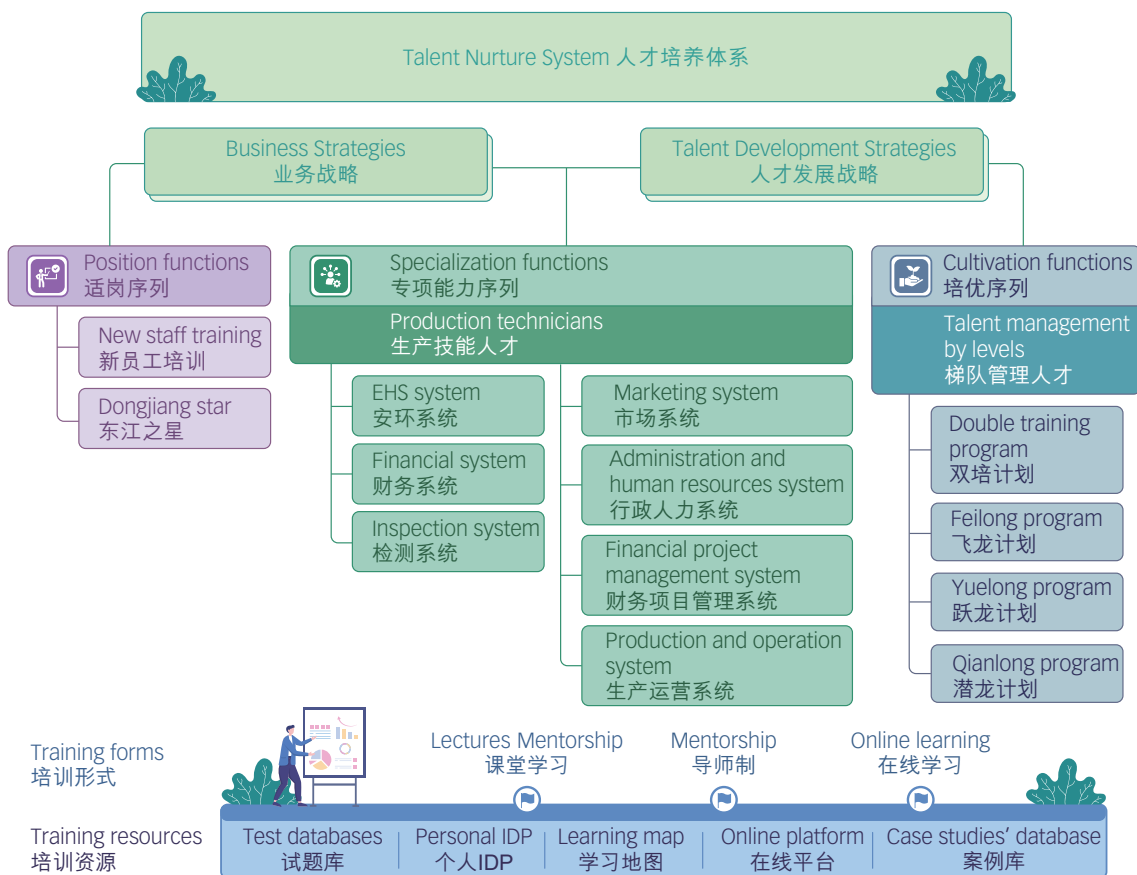 Talent Nurture System 人才培养体系
Business Strategies
业务战略
Talent Development Strategies
人才发展战略
Position functions
适岗序列
New staff training
新员工培训
Dongjiang star
东江之星
Specialization functions
专项能力序列
Production technicians
生产技能人才
EHS system
安环系统
Financial system
财务系统
Inspection system
检测系统
Marketing system
市场系统
Administration and
human resources system
行政人力系统
Financial project
management system
财务项目管理系统
Production and operation
system
生产运营系统
Cultivation functions
培优序列
Talent management
by levels
梯队管理人才
Double training
program
双培计划
Feilong program
飞龙计划
Yuelong program
跃龙计划
Qianlong program
潜龙计划
Training forms
培训形式
Lectures Mentorship
课堂学习
Mentorship
导师制
Online learning
在线学习
Training resources
培训资源
Test databases
试题库
Personal IDP
个人IDP
Learning map
学习地图
Online platform
在线平台
Case studies’ database
案例库